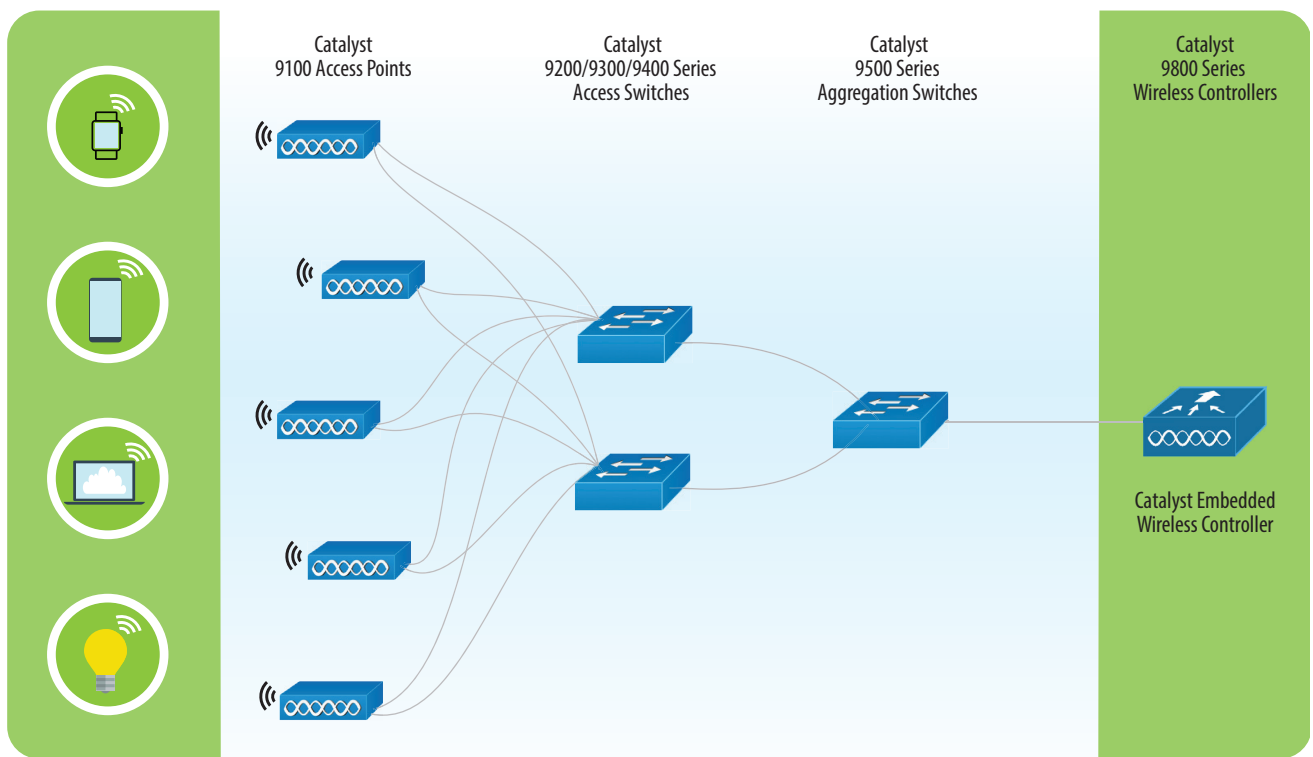 Catalyst
9100 Access Points
Catalyst
9200/9300/9400 Series
Access Switches
Catalyst
9500 Series
Aggregation Switches
Catalyst
9800 Series
Wireless Controllers
Catalyst Embedded
Wireless Controller